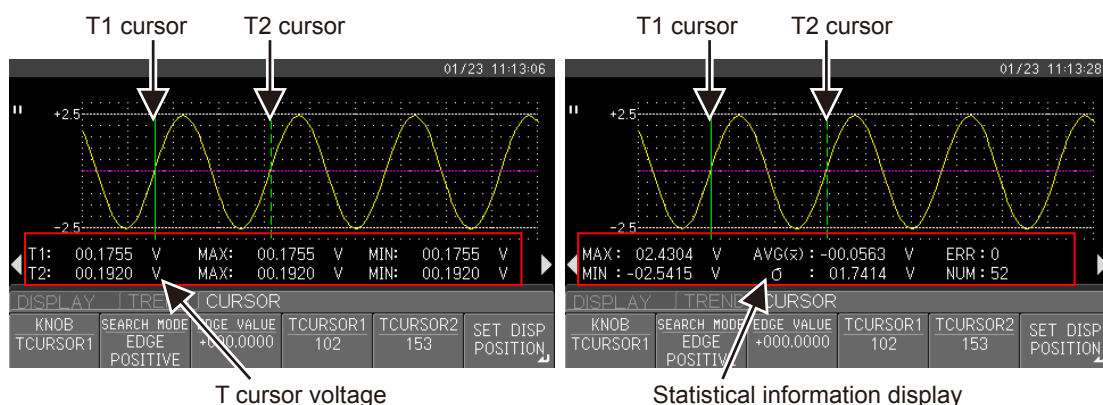 T1 cursor T2 cursor
01/23 11:13:06
"
+2.5
-2.5
T1: 00.1755 V MAX: 00.1755 V MIN: 00.1755 V
T2: 00.1920 V MAX: 00.1920 V MIN: 00.1920 V
DISPLAY TREN CURSOR
KNOB TCURSOR1
SEARCH MODE EDGE POSITIVE
EDGE VALUE +000.0000
TCURSOR1 102
TCURSOR2 153
SET DISP POSITION
T cursor voltage
T1 cursor T2 cursor
01/23 11:13:28
"
+2.5
-2.5
MAX: 02.4304 V AVG(x̄):-00.0563 V ERR:0
MIN :-02.5415 V σ : 01.7414 V NUM:52
DISPLAY TREN CURSOR
KNOB TCURSOR1
SEARCH MODE EDGE POSITIVE
EDGE VALUE +000.0000
TCURSOR1 102
TCURSOR2 153
SET DISP POSITION
Statistical information display